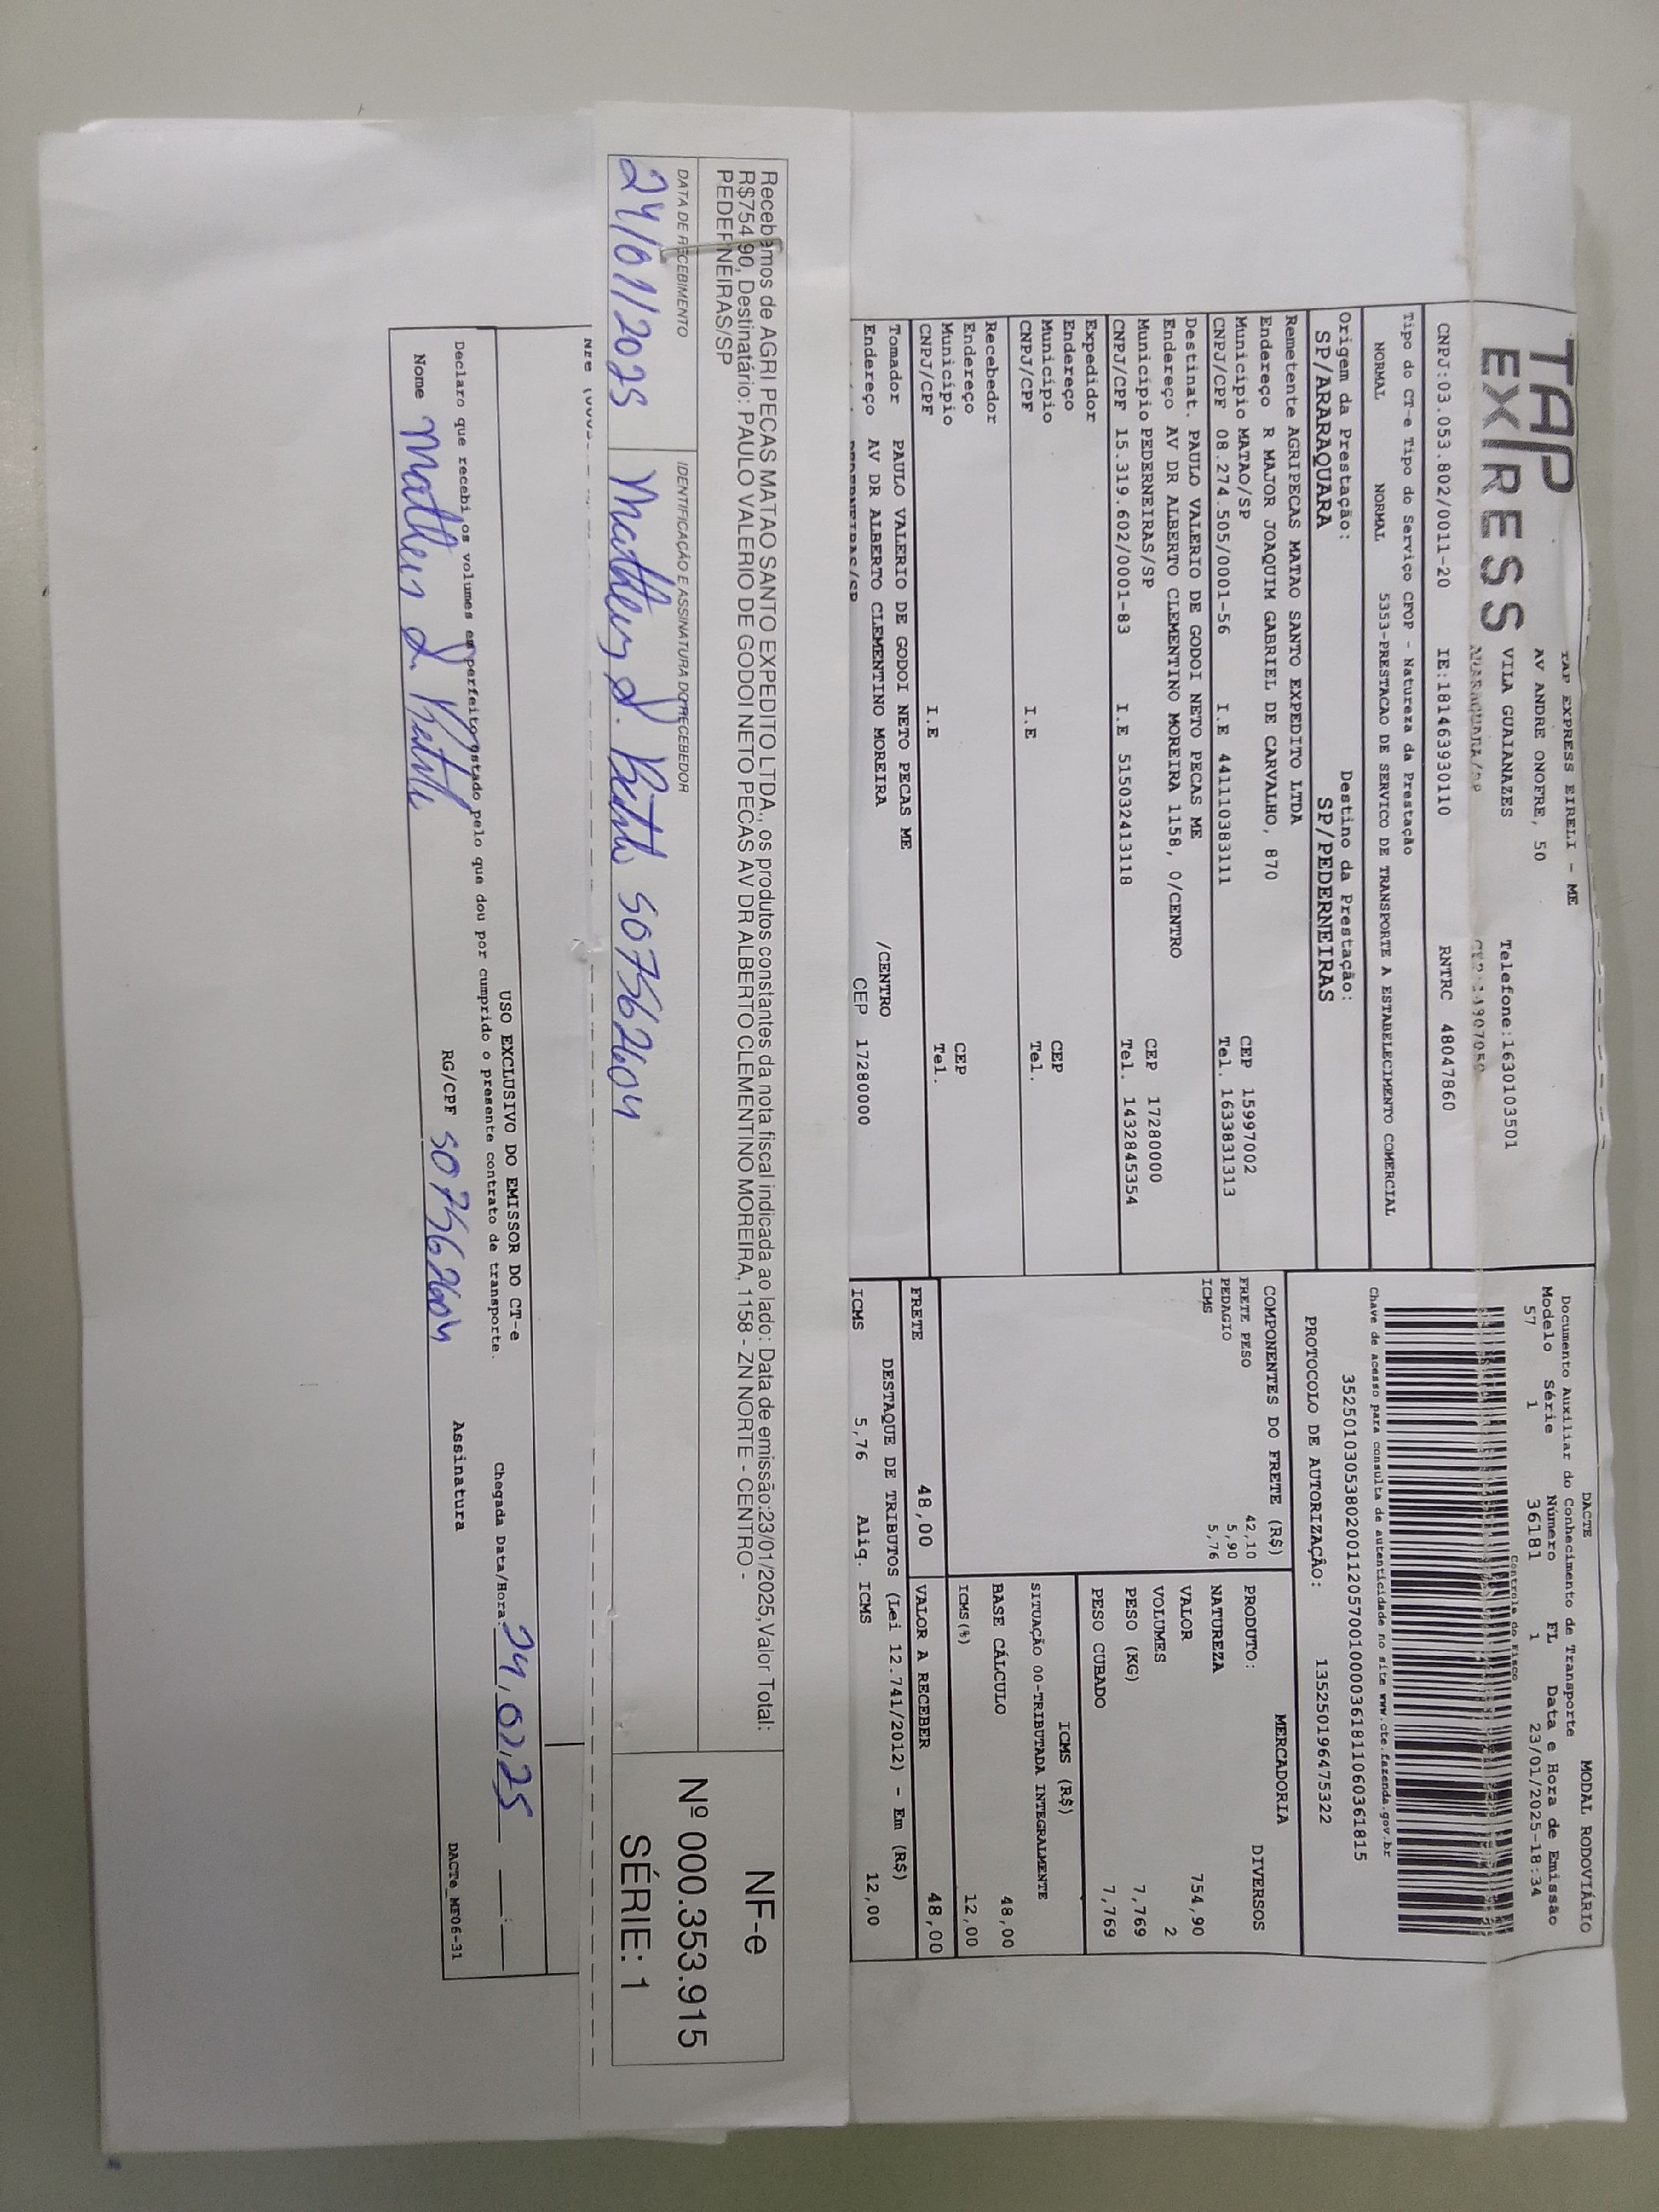 TAP
EXPRESS
TAP EXPRESS EIRELI - ME
AV ANDRE ONOFRE, 50
VILA GUAIANAZES Telefone:1630103501
CNPJ:03.053.802/0011-20 IE:181463930110 RNTRC 48047860
Tipo do CT-e Tipo do Serviço CFOP - Natureza da Prestação
NORMAL NORMAL 5353-PRESTACAO DE SERVICO DE TRANSPORTE A ESTABELECIMENTO COMERCIAL
Origem da Prestação: Destino da Prestação:
SP/ARARAQUARA SP/PEDERNEIRAS
Remetente AGRIPECAS MATAO SANTO EXPEDITO LTDA
Endereço R MAJOR JOAQUIM GABRIEL DE CARVALHO, 870
Município MATAO/SP CEP 15997002
CNPJ/CPF 08.274.505/0001-56 I.E 441110383111 Tel. 1633831313
Destinat. PAULO VALERIO DE GODOI NETO PECAS ME
Endereço AV DR ALBERTO CLEMENTINO MOREIRA 1158, 0/CENTRO
Município PEDERNEIRAS/SP CEP 17280000
CNPJ/CPF 15.319.602/0001-83 I.E 515032413118 Tel. 1432845354
Expedidor
Endereço
Município CEP
CNPJ/CPF I.E Tel.
Recebedor
Endereço
Município CEP
CNPJ/CPF I.E Tel.
Tomador PAULO VALERIO DE GODOI NETO PECAS ME
Endereço AV DR ALBERTO CLEMENTINO MOREIRA /CENTRO
PEDERNEIRAS/SP CEP 17280000
DACTE MODAL RODOVIÁRIO
Documento Auxiliar do Conhecimento de Transporte
Modelo Série Número FL Data e Hora de Emissão
57 1 36181 1 23/01/2025-18:34
Controle do Fisco
Chave de acesso para consulta de autenticidade no site www.cte.fazenda.gov.br
35250103053802001120570010000361811060361815
PROTOCOLO DE AUTORIZAÇÃO: 135250196475322
COMPONENTES DO FRETE (R$)
FRETE PESO 42,10
PEDAGIO 5,90
ICMS 5,76
MERCADORIA
PRODUTO: DIVERSOS
NATUREZA
VALOR 754,90
VOLUMES 2
PESO (KG) 7,769
PESO CUBADO 7,769
ICMS (R$)
SITUAÇÃO 00-TRIBUTADA INTEGRALMENTE
BASE CÁLCULO 48,00
ICMS(%) 12,00
FRETE 48,00 VALOR A RECEBER 48,00
DESTAQUE DE TRIBUTOS (Lei 12.741/2012) - Em (R$)
ICMS 5,76 Aliq. ICMS 12,00
Recebemos de AGRI PECAS MATAO SANTO EXPEDITO LTDA., os produtos constantes da nota fiscal indicada ao lado: Data de emissão:23/01/2025,Valor Total:
R$754,90, Destinatário: PAULO VALERIO DE GODOI NETO PECAS AV DR ALBERTO CLEMENTINO MOREIRA, 1158 - ZN NORTE - CENTRO -
PEDERNEIRAS/SP
DATA DE RECEBIMENTO IDENTIFICAÇÃO E ASSINATURA DO RECEBEDOR
24/01/2025 507562604
NF-e
Nº 000.353.915
SÉRIE: 1
USO EXCLUSIVO DO EMISSOR DO CT-e
Declaro que recebi os volumes em perfeito estado pelo que dou por cumprido o presente contrato de transporte.
Chegada Data/Hora: 24,01,25
Nome RG/CPF 507562604 Assinatura
DACTe_MF06-31